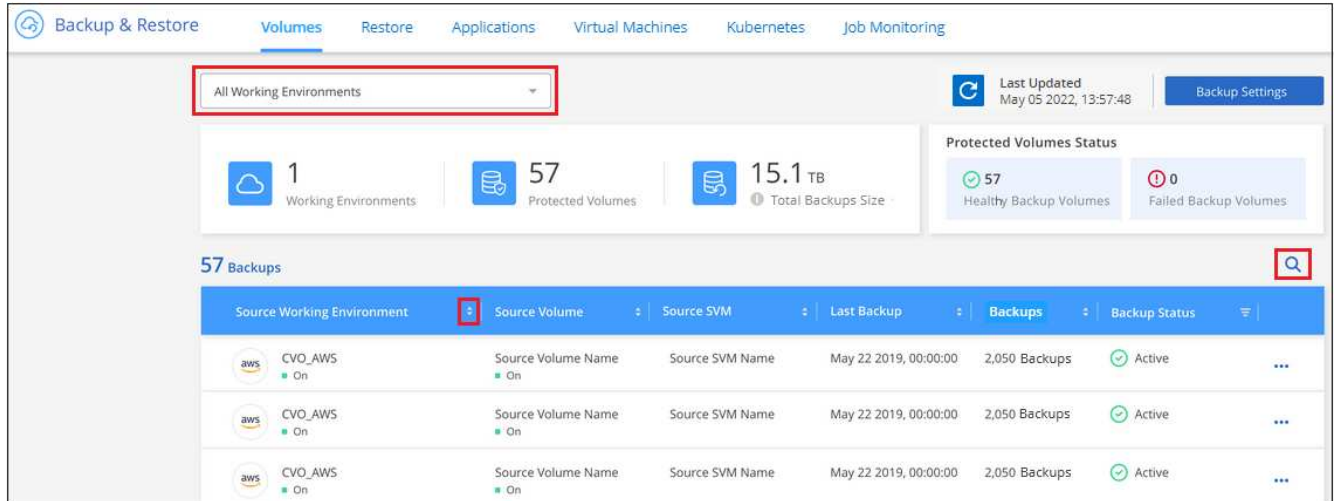 Backup & Restore Volumes Restore Applications Virtual Machines Kubernetes Job Monitoring
All Working Environments
Last Updated
May 05 2022, 13:57:48
Backup Settings
1
Working Environments
57
Protected Volumes
15.1 TB
Total Backups Size
Protected Volumes Status
57
Healthy Backup Volumes
0
Failed Backup Volumes
57 Backups
Source Working Environment Source Volume Source SVM Last Backup Backups Backup Status
aws CVO_AWS Source Volume Name Source SVM Name May 22 2019, 00:00:00 2,050 Backups Active
On On
aws CVO_AWS Source Volume Name Source SVM Name May 22 2019, 00:00:00 2,050 Backups Active
On On
aws CVO_AWS Source Volume Name Source SVM Name May 22 2019, 00:00:00 2,050 Backups Active
On On